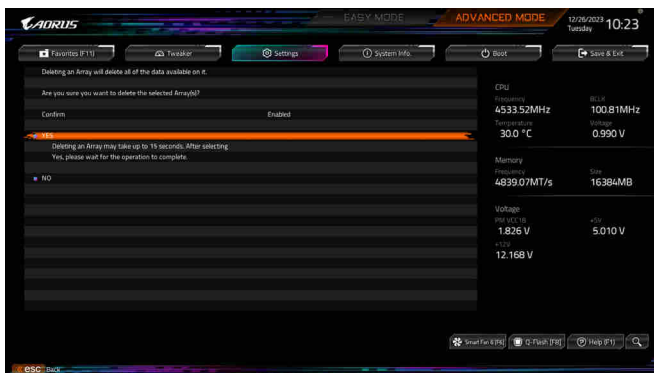 AORUS
EASY MODE
ADVANCED MODE
12/26/2023
Tuesday
10:23
Favorites (F11)
Tweaker
Settings
System Info.
Boot
Save & Exit
Deleting an Array will delete all of the data available on it.
Are you sure you want to delete the selected Array(s)?
Confirm Enabled
YES
Deleting an Array may take up to 15 seconds. After selecting
Yes, please wait for the operation to complete.
NO
CPU
Frequency BCLK
4533.52MHz 100.81MHz
Temperature Voltage
30.0 °C 0.990 V
Memory
Frequency Size
4839.07MT/s 16384MB
Voltage
PM VCC18 +5V
1.826 V 5.010 V
+12V
12.168 V
Smart Fan 6 (F6) Q-Flash (F8) Help (F1)
esc Back